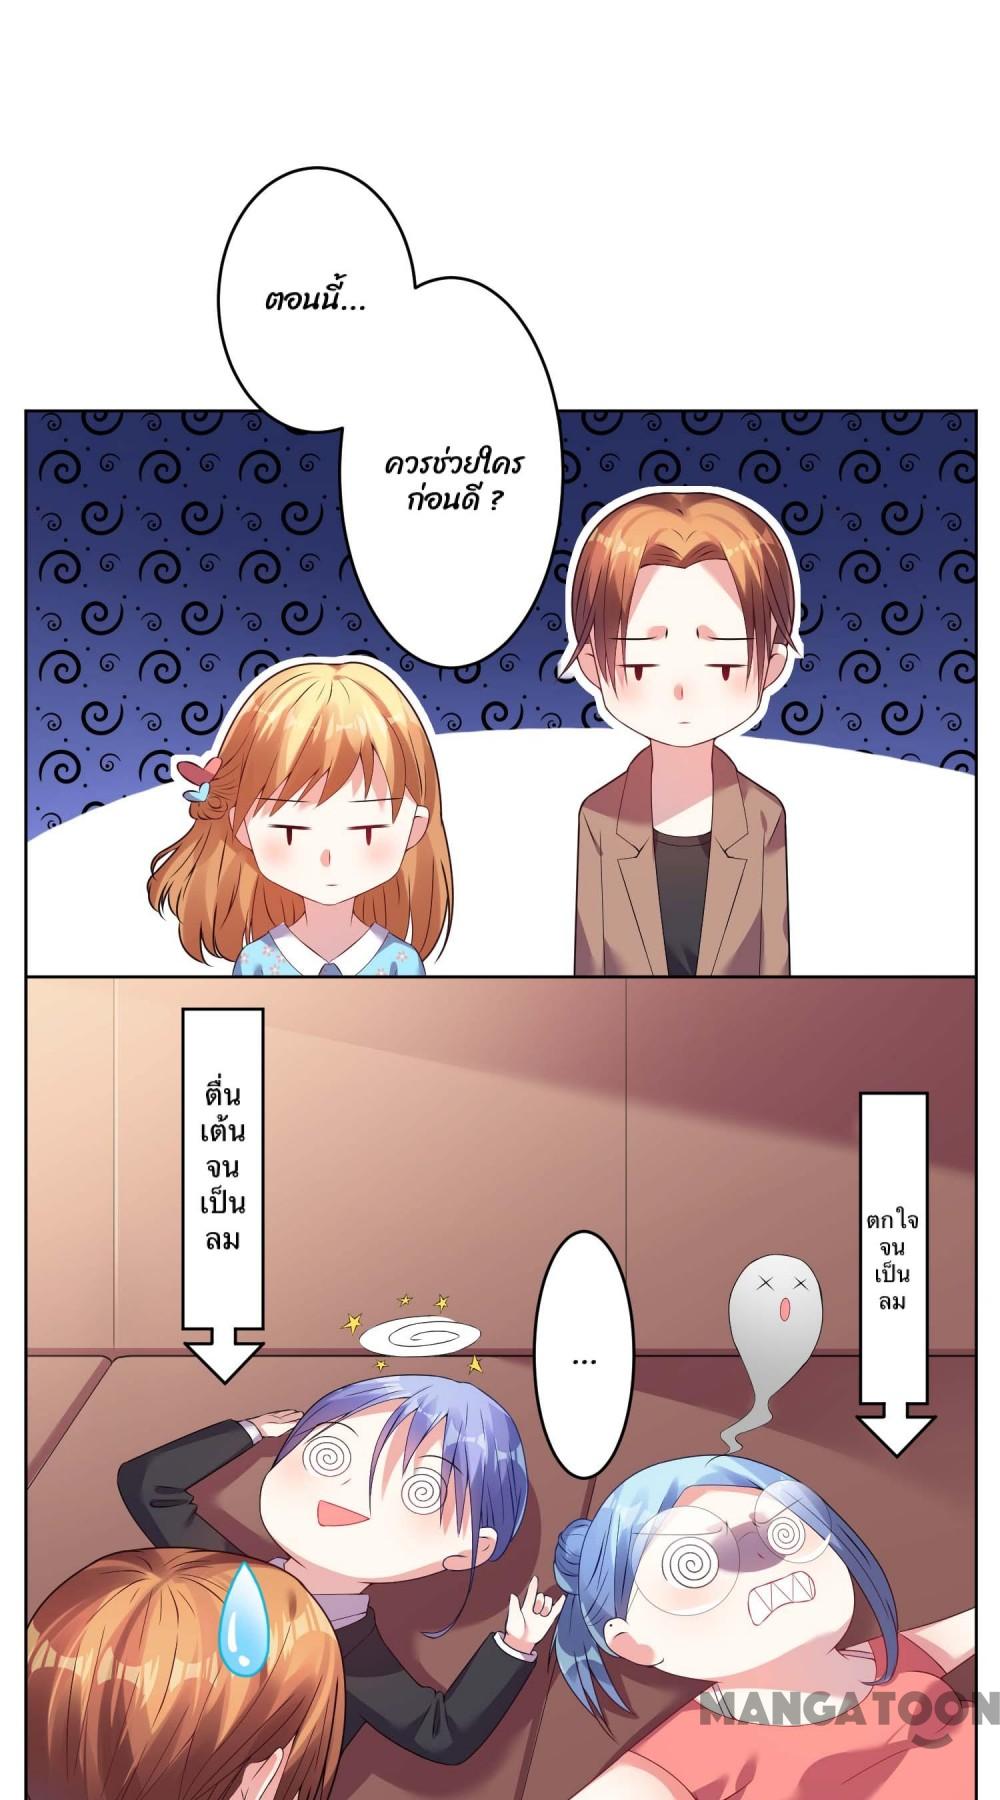 ตอนนี้...
ควรช่วยใคร
ก่อนดี ?
ตื่น
เต้น
จน
เป็น
ลม
ตกใจ
จน
เป็น
ลม
...
MANGATOON